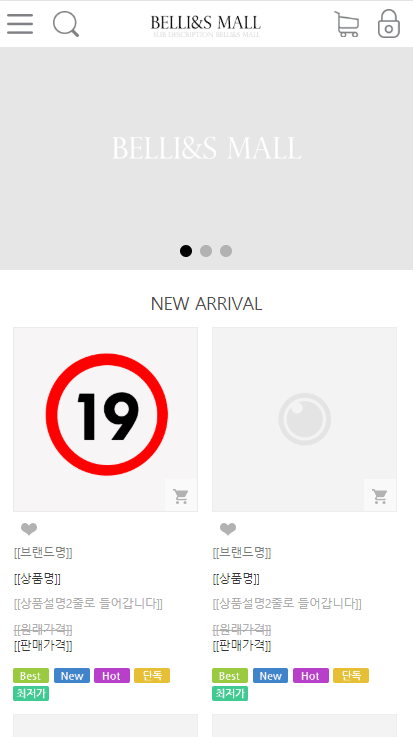 BELLI&S MALL
SUB DESCRIPTION BELLI&S MALL
BELLI&S MALL
NEW ARRIVAL
19
[[브랜드명]] [[브랜드명]]
[[상품명]] [[상품명]]
[[상품설명2줄로 들어갑니다]] [[상품설명2줄로 들어갑니다]]
[[원래가격]] [[원래가격]]
[[판매가격]] [[판매가격]]
Best New Hot 단독 Best New Hot 단독
최저가 최저가